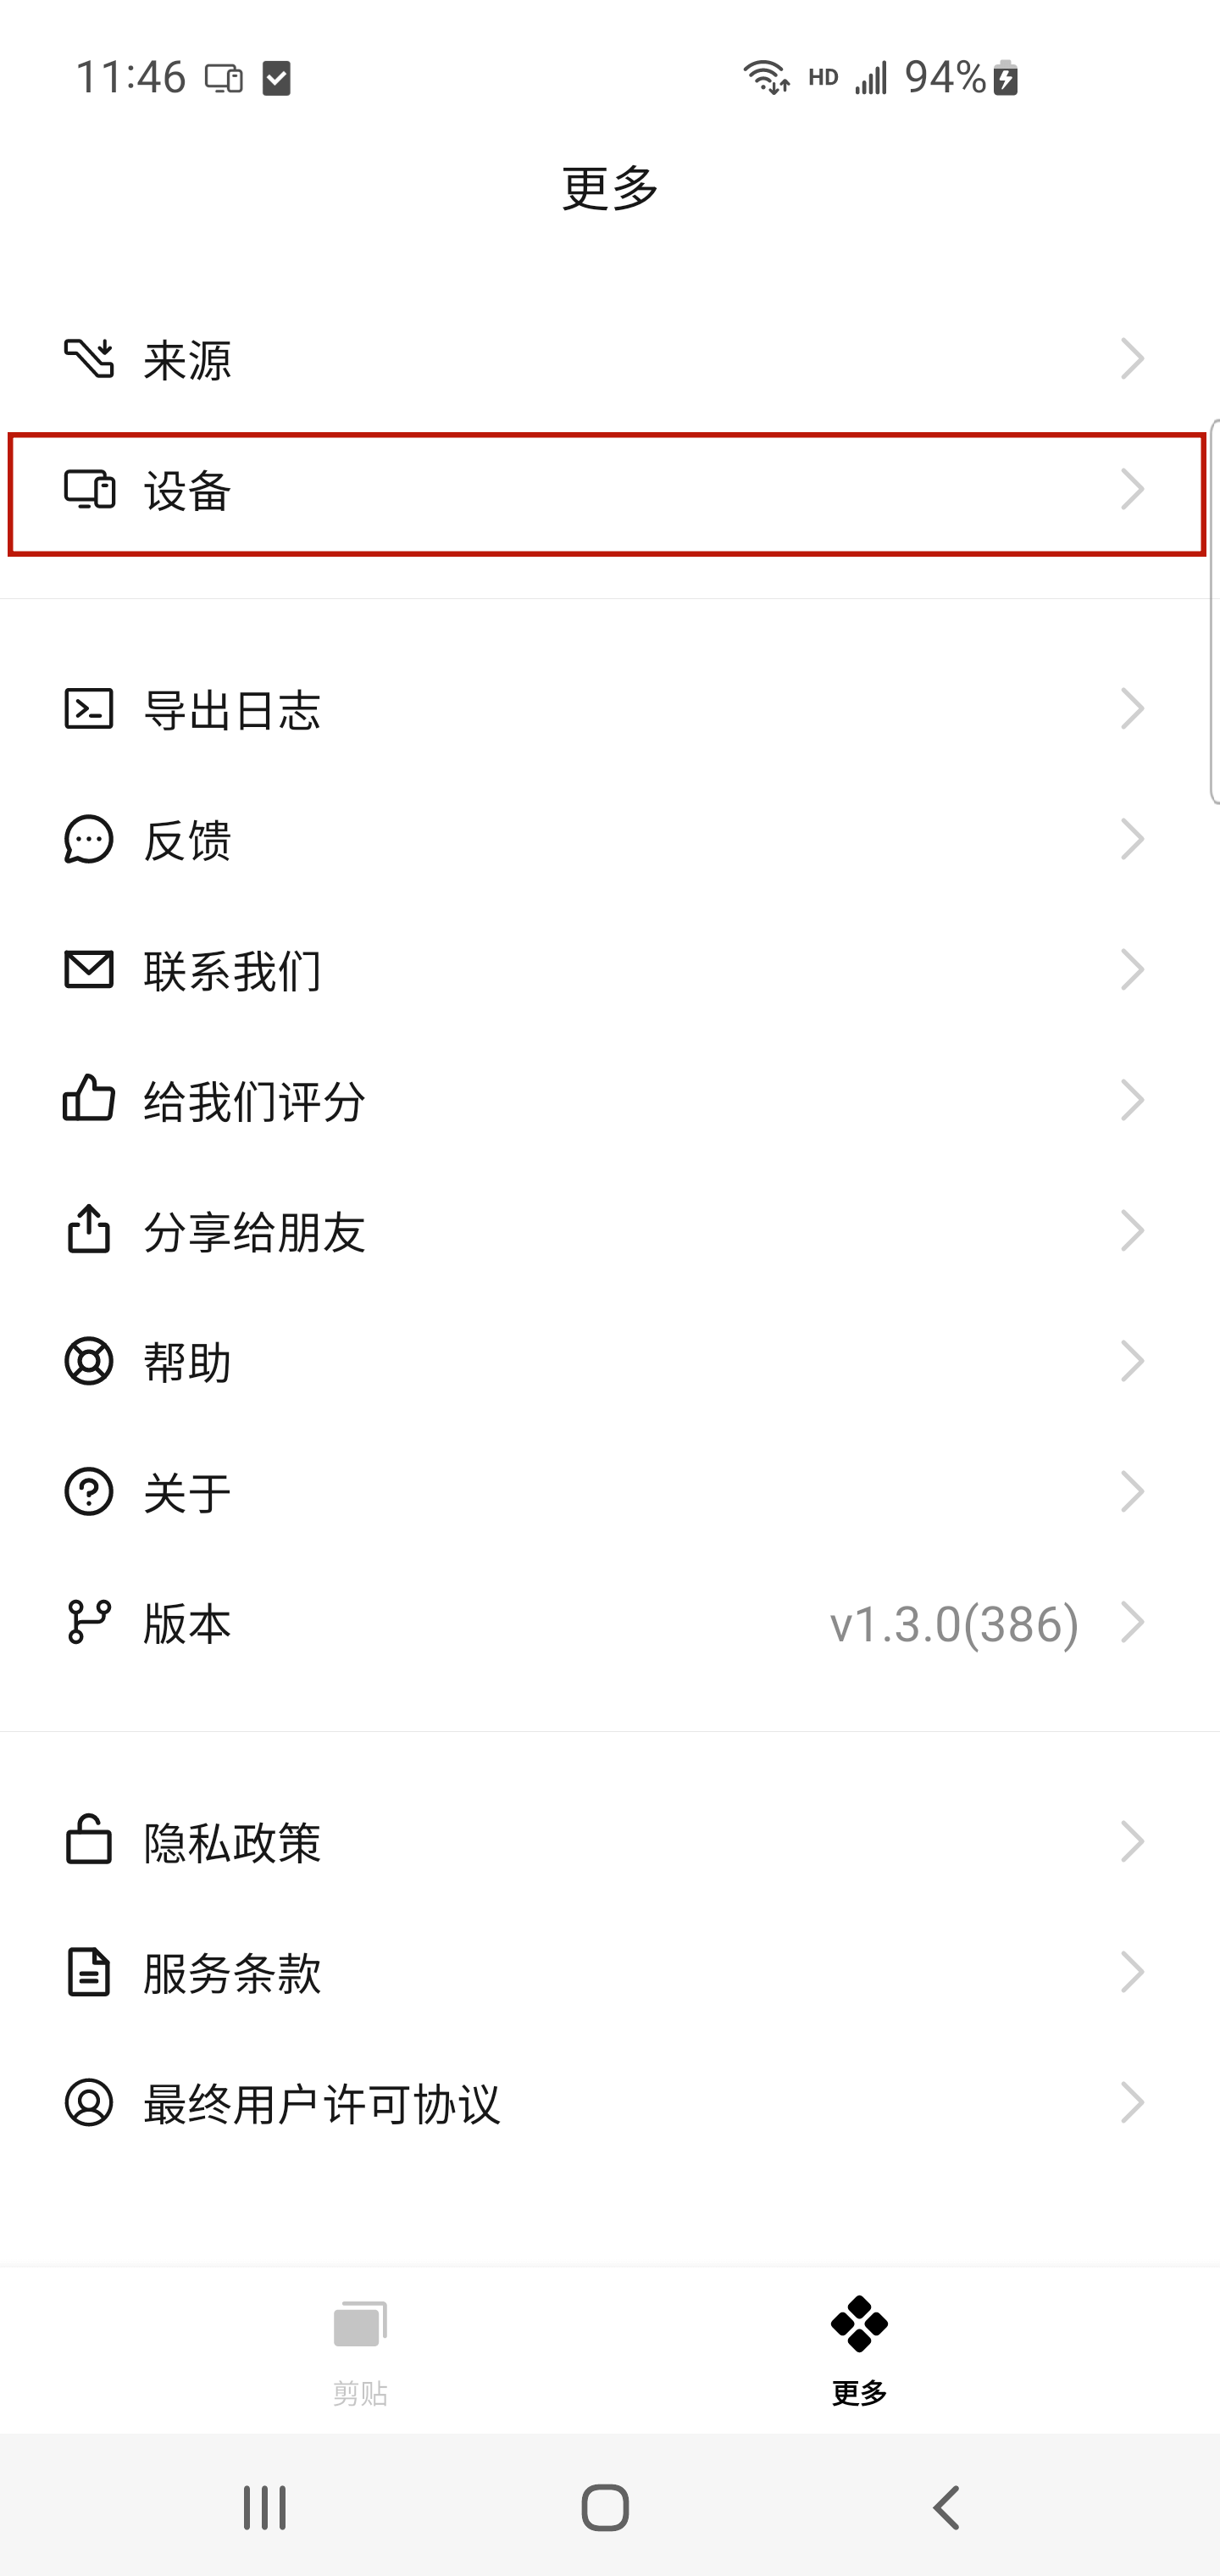 11:46 HD 94%
更多
来源
设备
导出日志
反馈
联系我们
给我们评分
分享给朋友
帮助
关于
版本 v1.3.0(386)
隐私政策
服务条款
最终用户许可协议
剪贴 更多